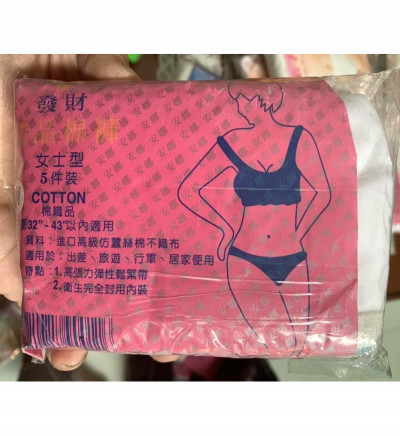 發財
免洗褲
女士型
5件裝
COTTON
棉織品
32"-43"以內適用
質料：進口高級仿蠶絲棉不織布
適用於：出差、旅遊、行軍、居家使用
特點：1.高張力彈性鬆緊帶
2.衛生完全封用內裝
安娜